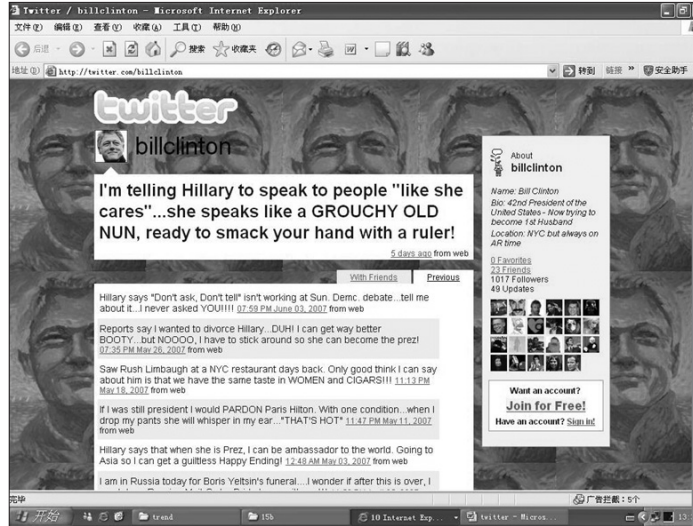 Twitter / billclinton - Microsoft Internet Explorer
文件(F) 编辑(E) 查看(V) 收藏(A) 工具(T) 帮助(H)
后退 搜索 收藏夹
地址(D) http://twitter.com/billclinton 转到 链接 » 安全助手
twitter
billclinton
I'm telling Hillary to speak to people "like she
cares"...she speaks like a GROUCHY OLD
NUN, ready to smack your hand with a ruler!
5 days ago from web
With Friends Previous
Hillary says "Don't ask, Don't tell" isn't working at Sun. Demc. debate...tell me
about it...I never asked YOU!!!! 07:59 PM June 03, 2007 from web
Reports say I wanted to divorce Hillary...DUH! I can get way better
BOOTY...but NOOOO, I have to stick around so she can become the prez!
07:35 PM May 26, 2007 from web
Saw Rush Limbaugh at a NYC restaurant days back. Only good think I can say
about him is that we have the same taste in WOMEN and CIGARS!!! 11:13 PM
May 18, 2007 from web
If I was still president I would PARDON Paris Hilton. With one condition...when I
drop my pants she will whisper in my ear..."THAT'S HOT" 11:47 PM May 11, 2007
from web
Hillary says that when she is Prez, I can be ambassador to the world. Going to
Asia so I can get a guiltless Happy Ending! 12:48 AM May 03, 2007 from web
I am in Russia today for Boris Yeltsin's funeral....I wonder if after this is over, I
About
billclinton
Name: Bill Clinton
Bio: 42nd President of the
United States - Now trying to
become 1st Husband
Location: NYC but always on
AR time
0 Favorites
23 Friends
1017 Followers
49 Updates
Want an account?
Join for Free!
Have an account? Sign in!
完毕 广告拦截：5个
开始 trend 15b 10 Internet Exp... twitter - Micros... 13